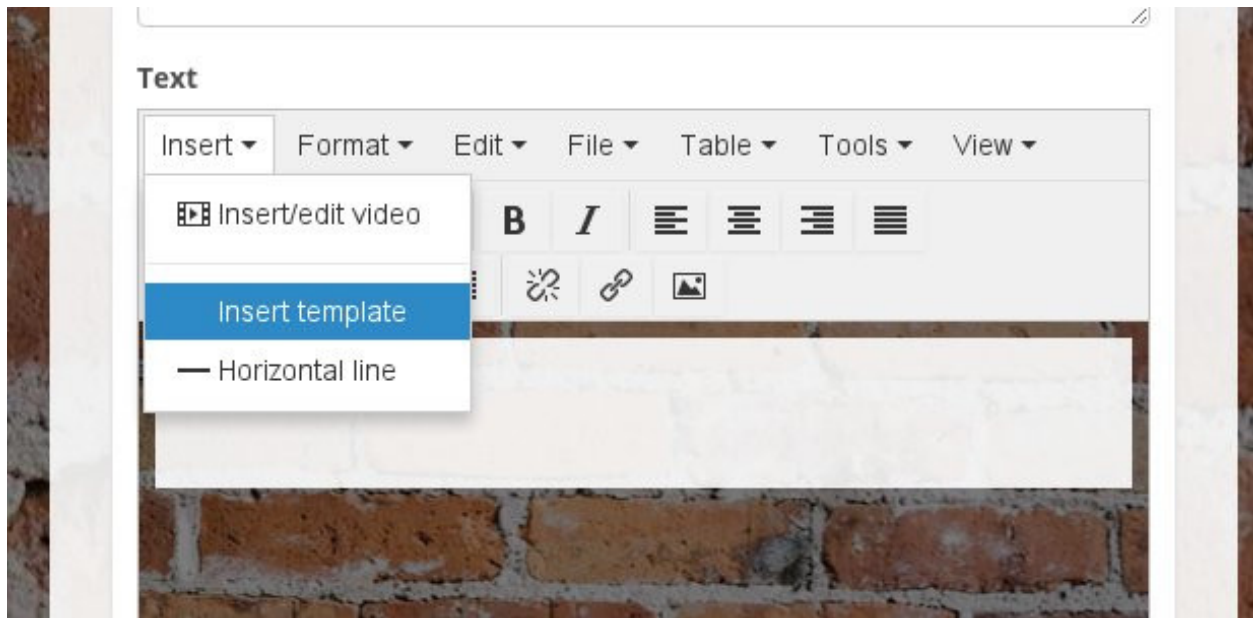 Text
Insert Format Edit File Table Tools View
Insert/edit video
B I
Insert template
Horizontal line